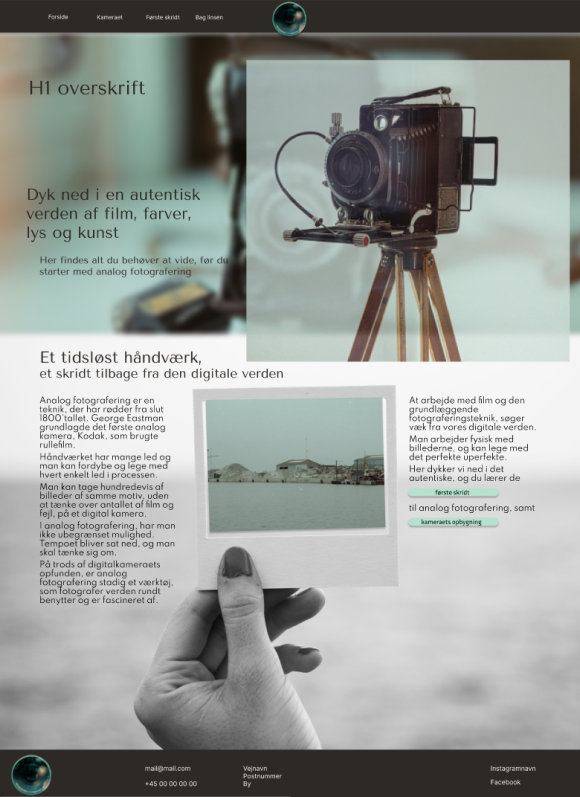 Forside
Kameraet
Første skridt
Bag linsen
H1 overskrift
Dyk ned i en autentisk
verden af film, farver,
lys og kunst
Her findes alt du behøver at vide, før du
starter med analog fotografering
Et tidsløst håndværk,
et skridt tilbage fra den digitale verden
Analog fotografering er en
teknik, der har rødder fra slut
1800'tallet. George Eastman
grundlagde det første analog
kamera, Kodak, som brugte
rullefilm.
Håndværket har mange led og
man kan fordybe og lege med
hvert enkelt led i processen.
Man kan tage hundredevis af
billeder af samme motiv, uden
at tænke over antallet af film og
fejl, på et digital kamera.
I analog fotografering, har man
ikke ubegrænset mulighed.
Tempoet bliver sat ned, og man
skal tænke sig om.
På trods af digitalkameraets
opfunden, er analog
fotografering stadig et værktøj,
som fotografer verden rundt
benytter og er fascineret af.
At arbejde med film og den
grundlæggende
fotograferingsteknik, søger
væk fra vores digitale verden.
Man arbejder fysisk med
billederne, og kan lege med
det perfekte uperfekte.
Her dykker vi ned i det
autentiske, og du lærer de
første skridt
til analog fotografering, samt
kameraets opbygning
mail@mail.com
+45 00 00 00 00
Vejnavn
Postnummer
By
Instagramnavn
Facebook